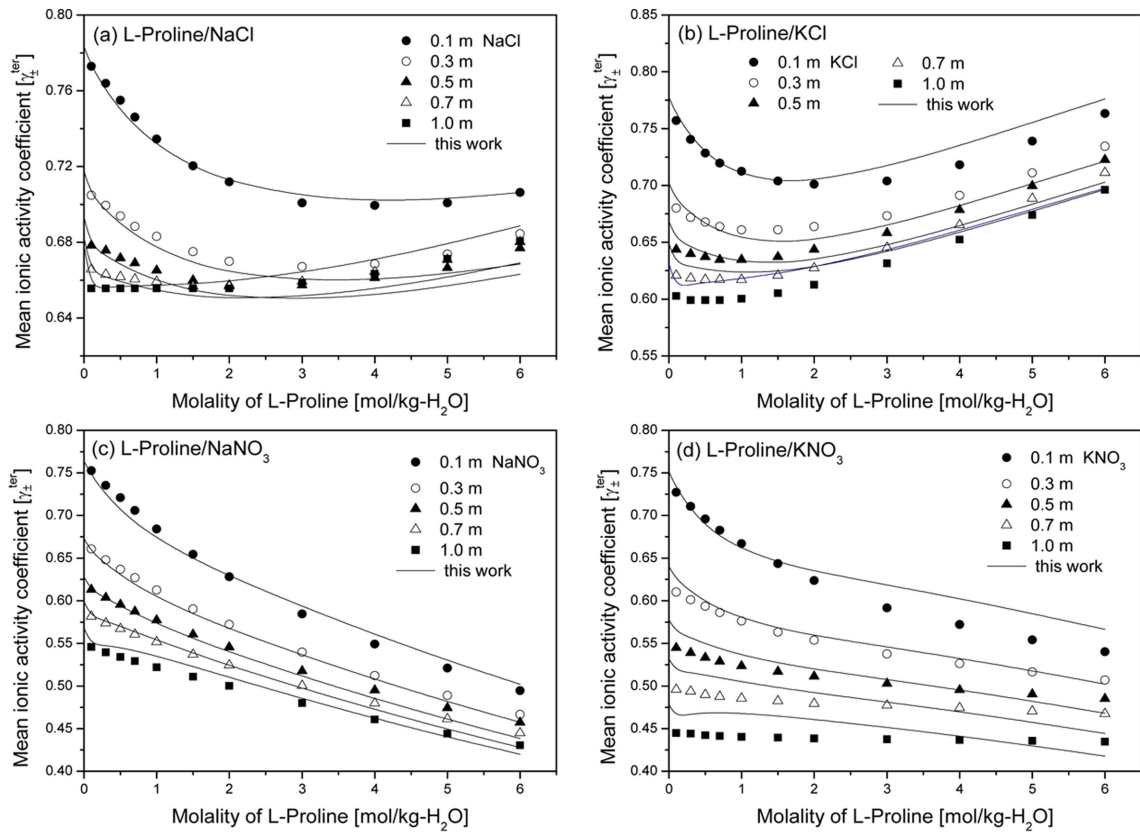 (a) L-Proline/NaCl
0.1 m NaCl
0.3 m
0.5 m
0.7 m
1.0 m
this work
Mean ionic activity coefficient [γ±ter]
0.80
0.76
0.72
0.68
0.64
0 1 2 3 4 5 6
Molality of L-Proline [mol/kg-H2O]
(b) L-Proline/KCl
0.1 m KCl
0.3 m
0.5 m
0.7 m
1.0 m
this work
Mean ionic activity coefficient [γ±ter]
0.85
0.80
0.75
0.70
0.65
0.60
0.55
0 1 2 3 4 5 6
Molality of L-Proline [mol/kg-H2O]
(c) L-Proline/NaNO3
0.1 m NaNO3
0.3 m
0.5 m
0.7 m
1.0 m
this work
Mean ionic activity coefficient [γ±ter]
0.80
0.75
0.70
0.65
0.60
0.55
0.50
0.45
0.40
0 1 2 3 4 5 6
Molality of L-Proline [mol/kg-H2O]
(d) L-Proline/KNO3
0.1 m KNO3
0.3 m
0.5 m
0.7 m
1.0 m
this work
Mean ionic activity coefficient [γ±ter]
0.80
0.75
0.70
0.65
0.60
0.55
0.50
0.45
0.40
0 1 2 3 4 5 6
Molality of L-Proline [mol/kg-H2O]